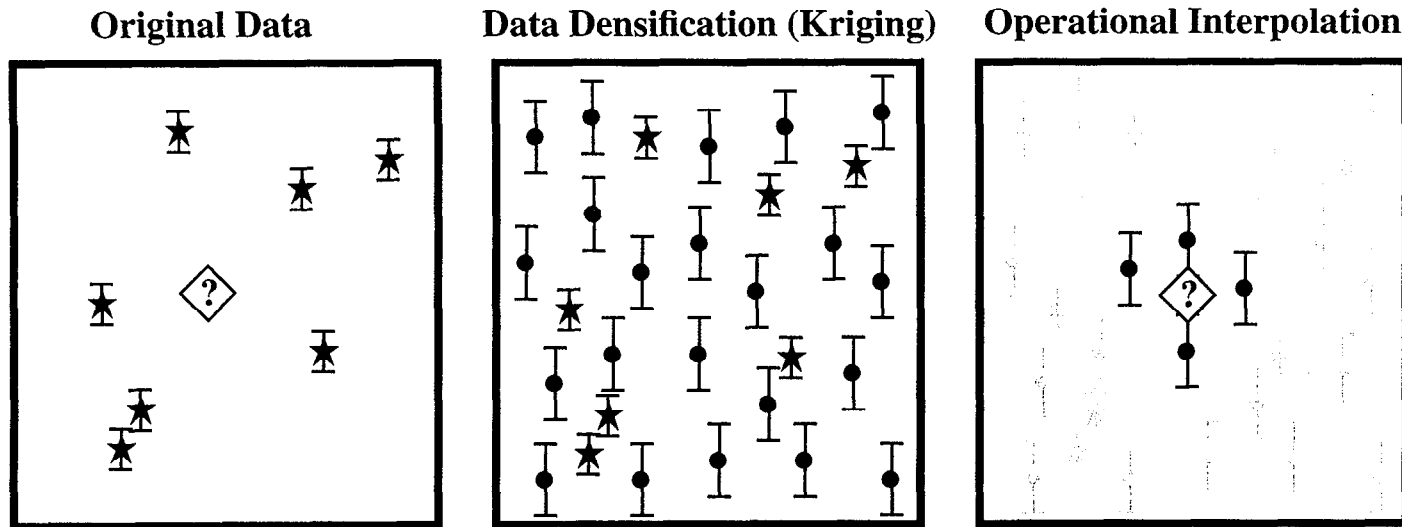 Original Data
Data Densification (Kriging)
Operational Interpolation
?
?